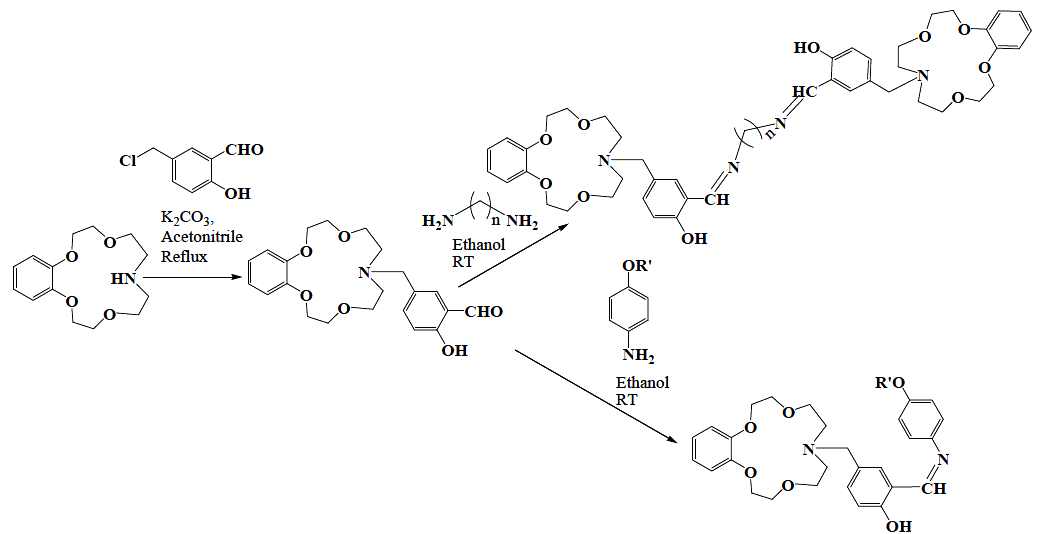 HO
O
O
O
O
N
HC
N
n
N
CH
OH
O
O
O
O
N
Cl
CHO
OH
K2CO3,
Acetonitrile
Reflux
H2N
n
NH2
Ethanol
RT
O
O
O
O
HN
O
O
O
O
N
CHO
OH
OR'
NH2
Ethanol
RT
R'O
O
O
O
O
N
N
CH
OH